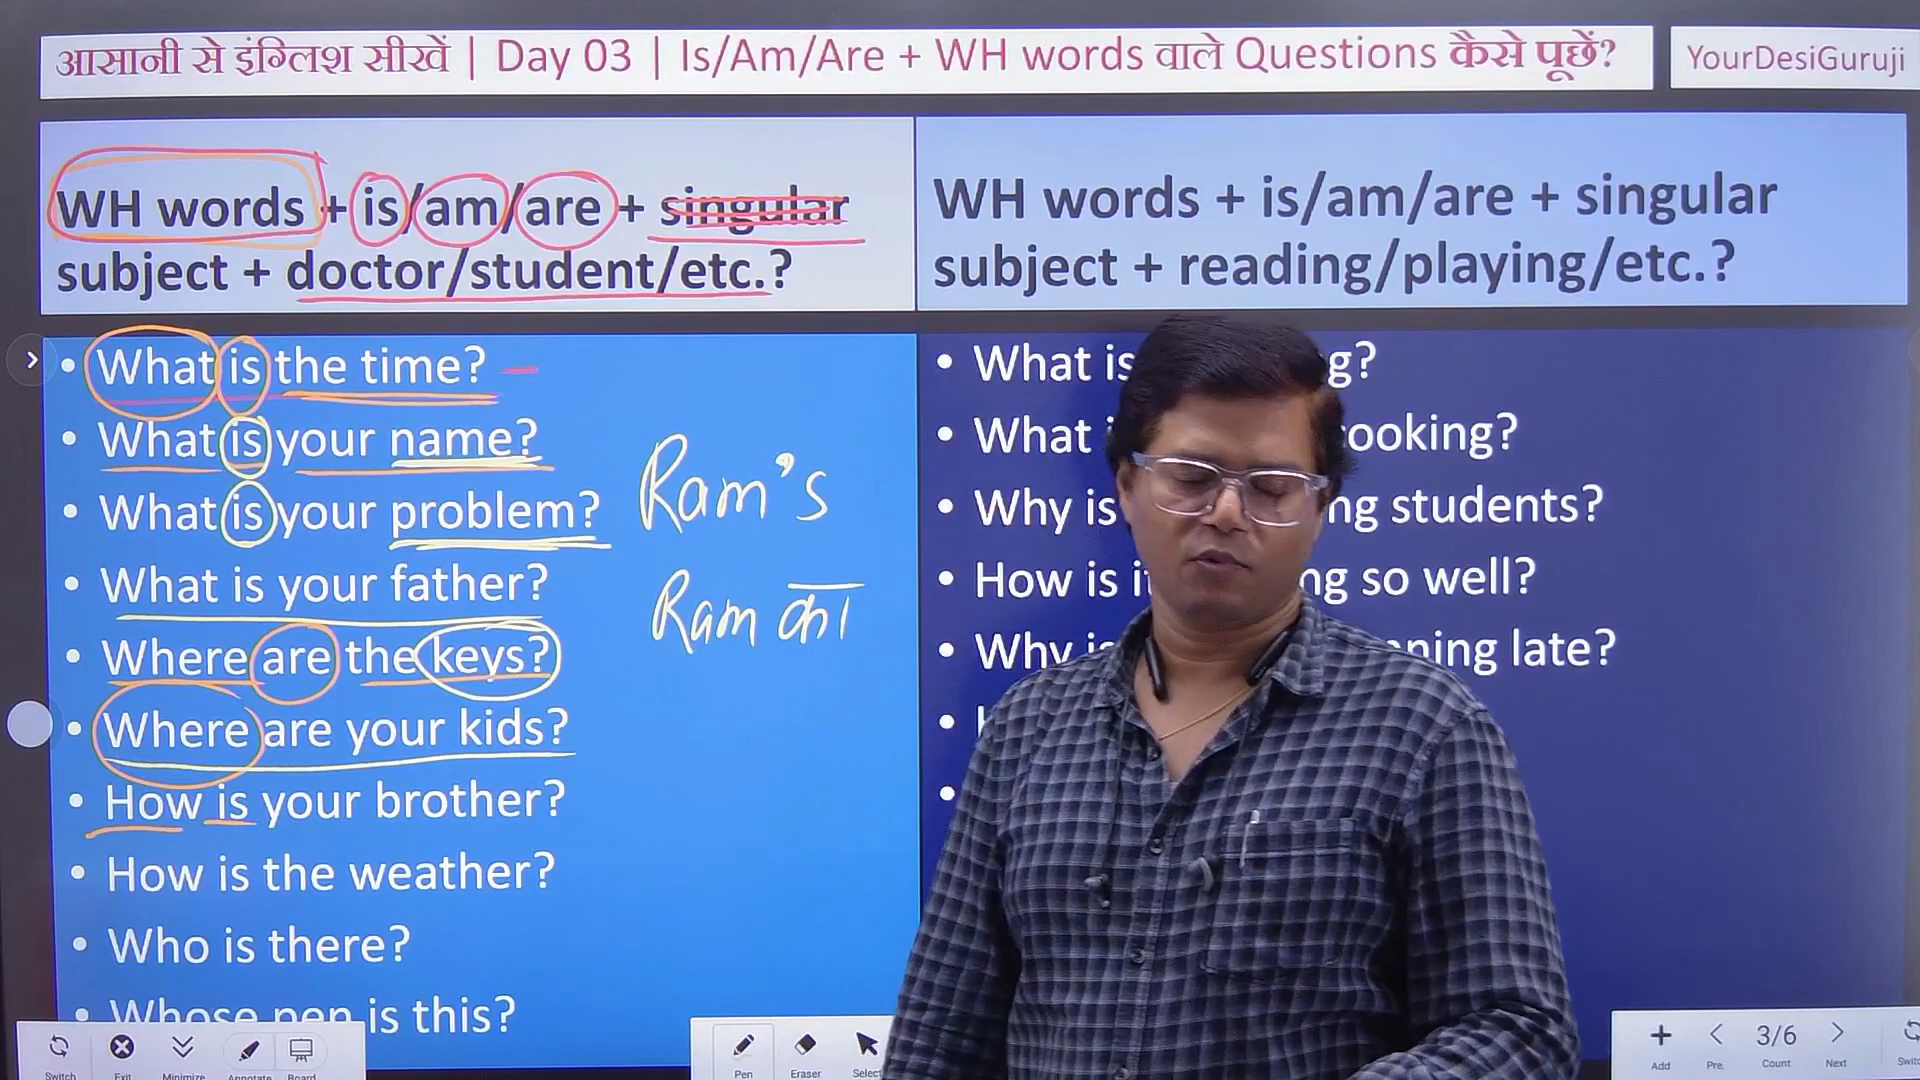 आसानी से इंग्लिश सीखें | Day 03 | Is/Am/Are + WH words वाले Questions कैसे पूछें?
YourDesiGuruji
WH words + is/am/are + singular
subject + doctor/student/etc.?
• What is the time?
• What is your name?
• What is your problem?
• What is your father?
• Where are the keys?
• Where are your kids?
• How is your brother?
• How is the weather?
• Who is there?
• Whose pen is this?
Ram's
Ram का
WH words + is/am/are + singular
subject + reading/playing/etc.?
• What is
• What cooking?
• Why is students?
• How is so well?
• Why late?
Switch
Exit
Minimize
Annotate
Board
Pen
Eraser
Select
Add
Pre.
3/6
Count
Next